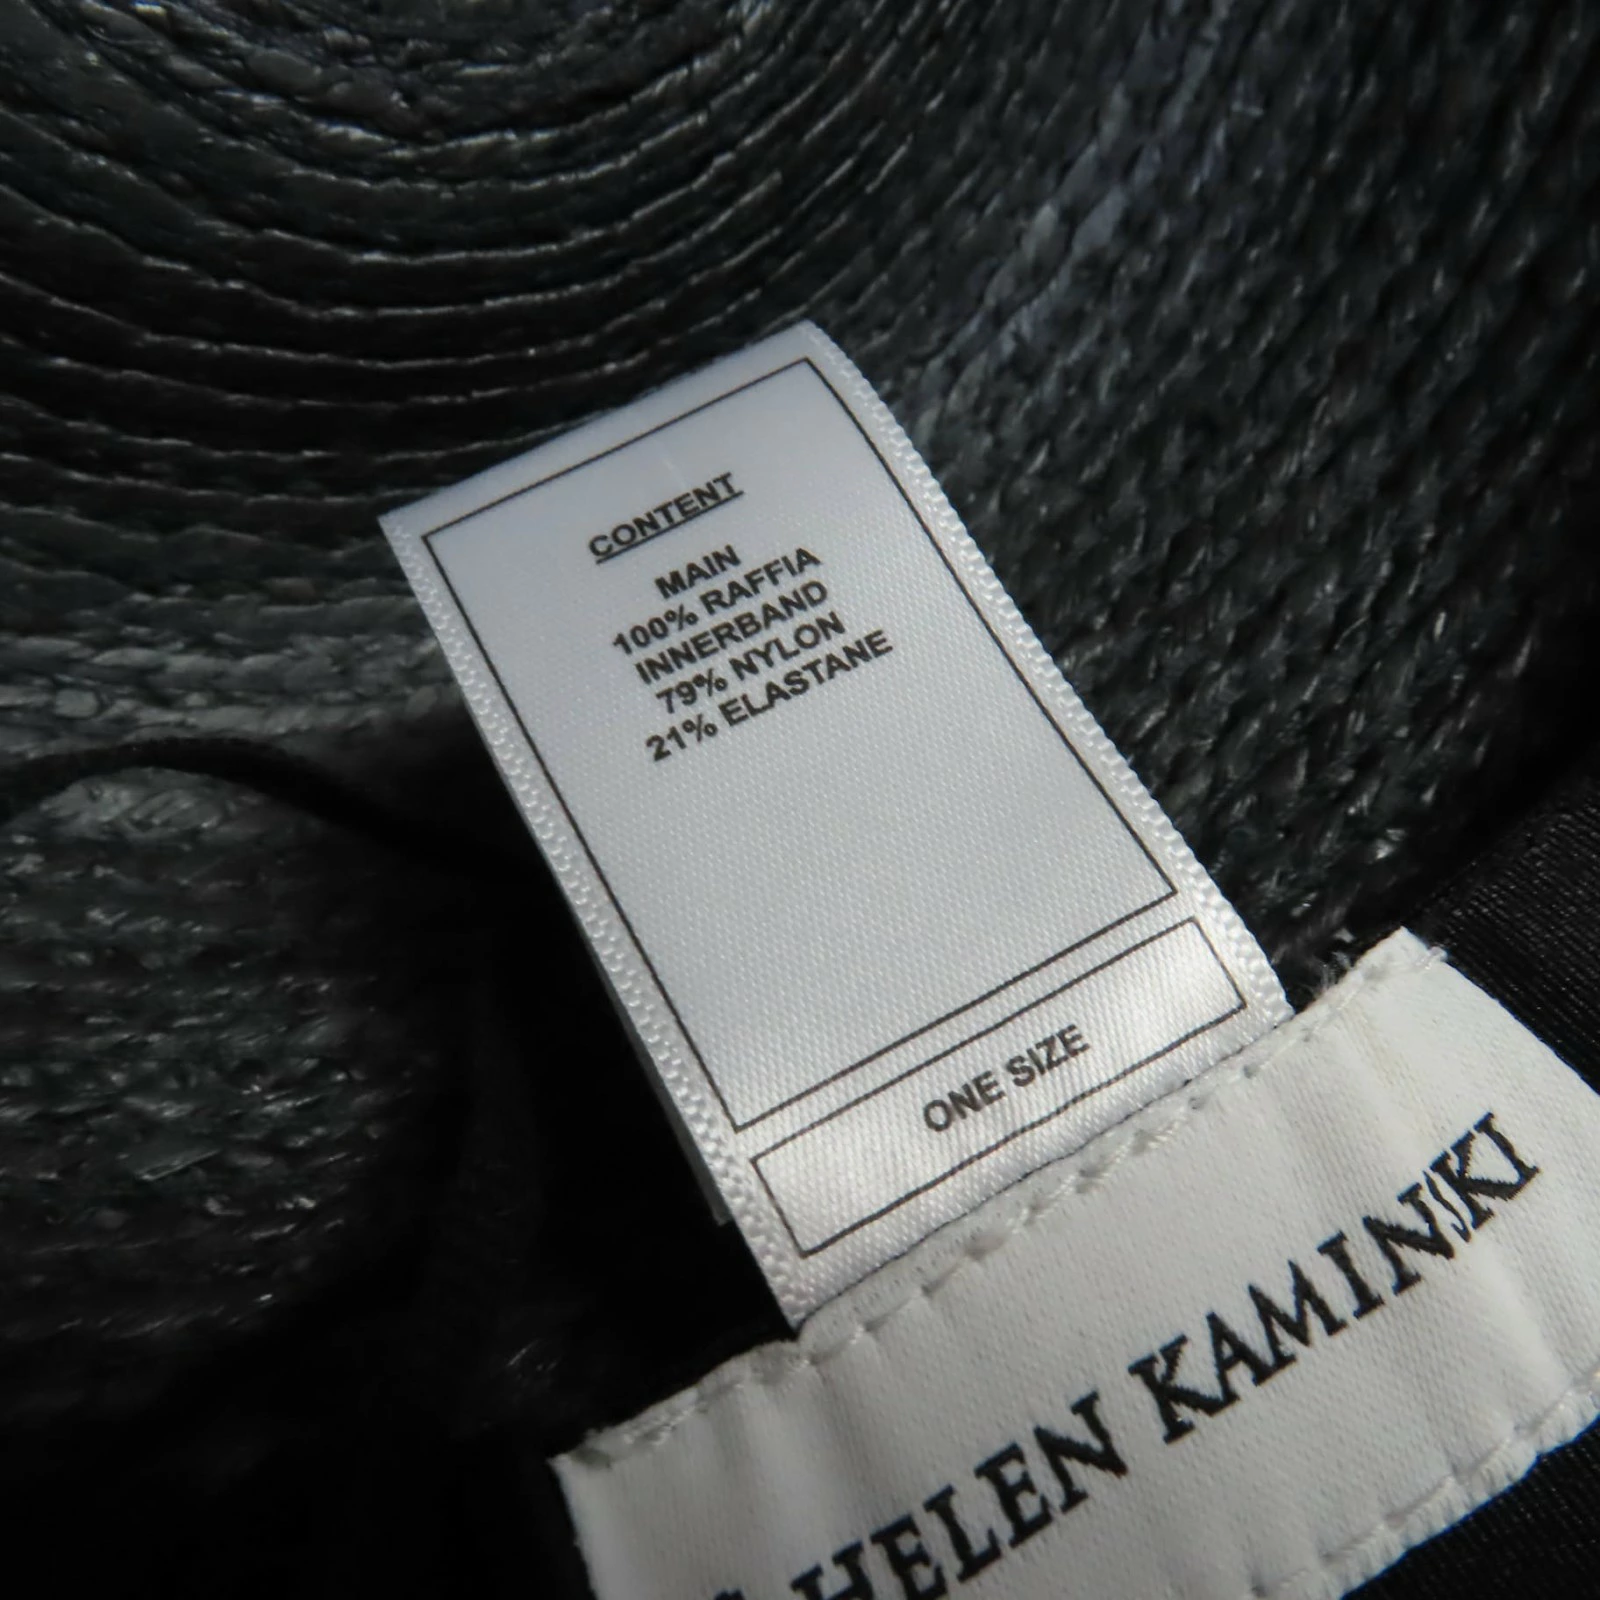 CONTENT
MAIN
100% RAFFIA
INNERBAND
79% NYLON
21% ELASTANE
ONE SIZE
HELEN KAMINSKI